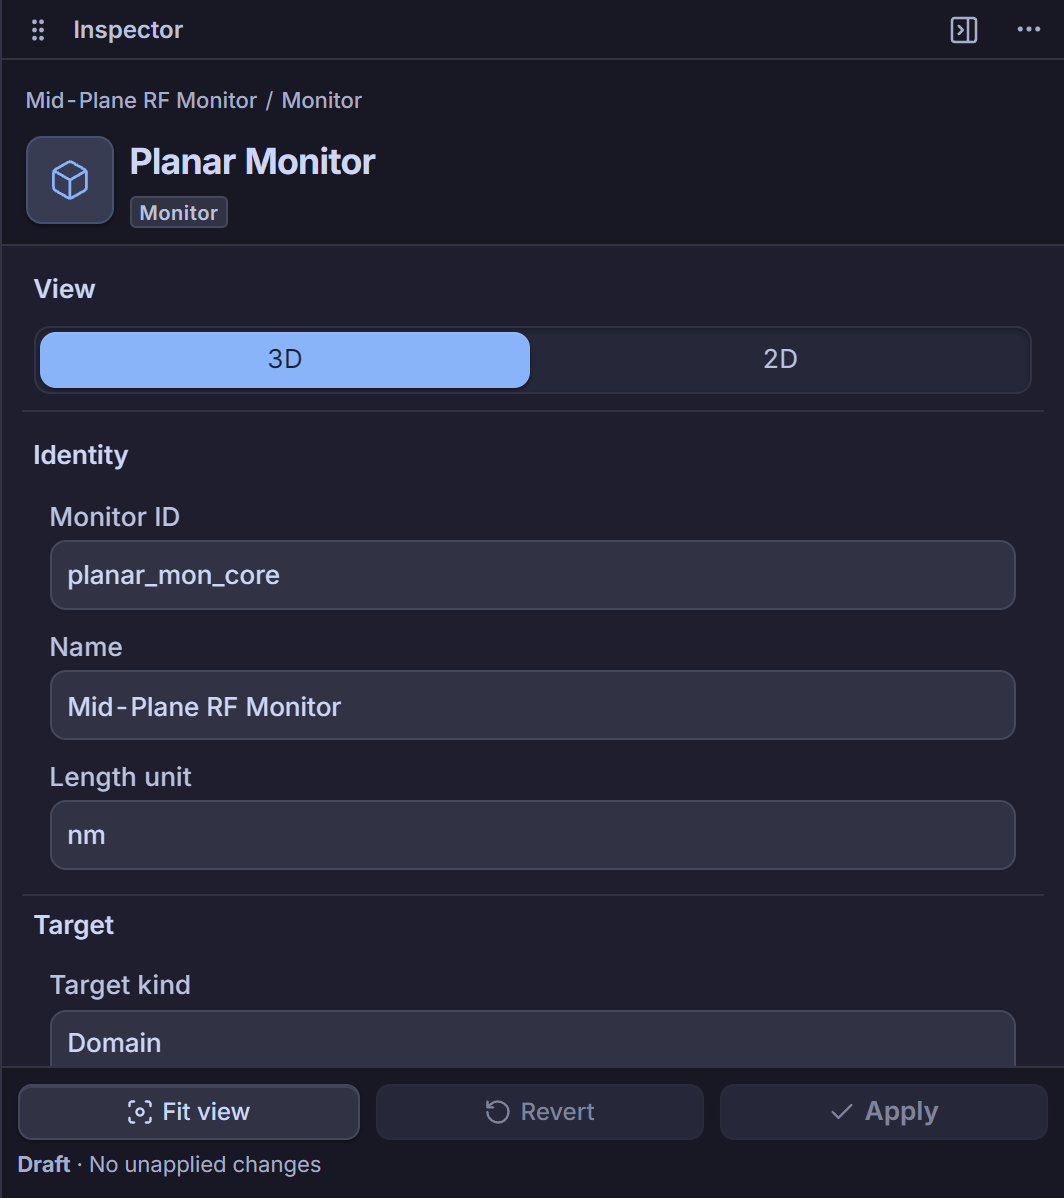 Inspector
Mid-Plane RF Monitor / Monitor
Planar Monitor
Monitor
View
3D 2D
Identity
Monitor ID
planar_mon_core
Name
Mid-Plane RF Monitor
Length unit
nm
Target
Target kind
Domain
Fit view Revert Apply
Draft · No unapplied changes